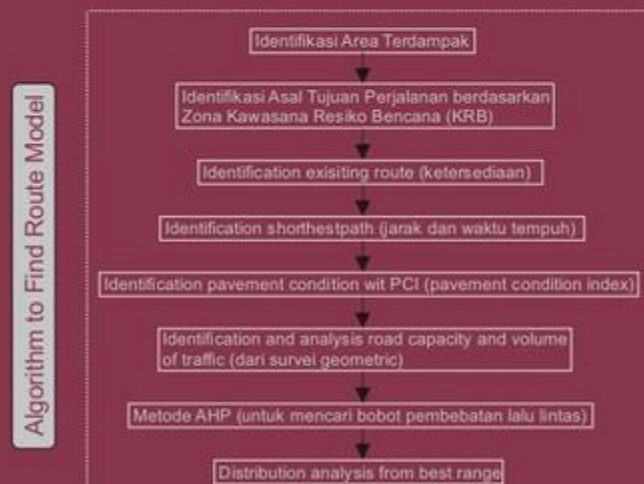 Algorithm to Find Route Model
Identifikasi Area Terdampak
Identifikasi Asal Tujuan Perjalanan berdasarkan
Zona Kawasana Resiko Bencana (KRB)
Identification exisiting route (ketersediaan)
Identification shorthestpath (jarak dan waktu tempuh)
Identification pavement condition wit PCI (pavement condition index)
Identification and analysis road capacity and volume
of traffic (dari survei geometric)
Metode AHP (untuk mencari bobot pembebatan lalu lintas)
Distribution analysis from best range